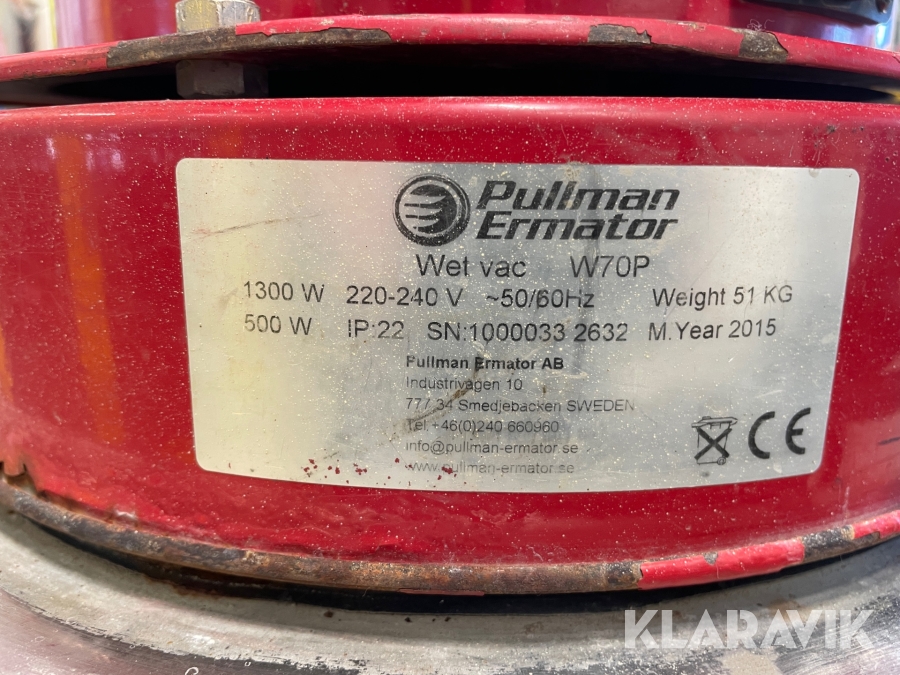 Pullman
Ermator
Wet vac W70P
1300 W 220-240 V ~50/60Hz Weight 51 KG
500 W IP:22 SN:1000033 2632 M.Year 2015
Pullman Ermator AB
Industrivägen 10
777 34 Smedjebacken SWEDEN
Tel +46(0)240 660960
info@pullman-ermator.se
www.pullman-ermator.se
CE
KLARAVIK